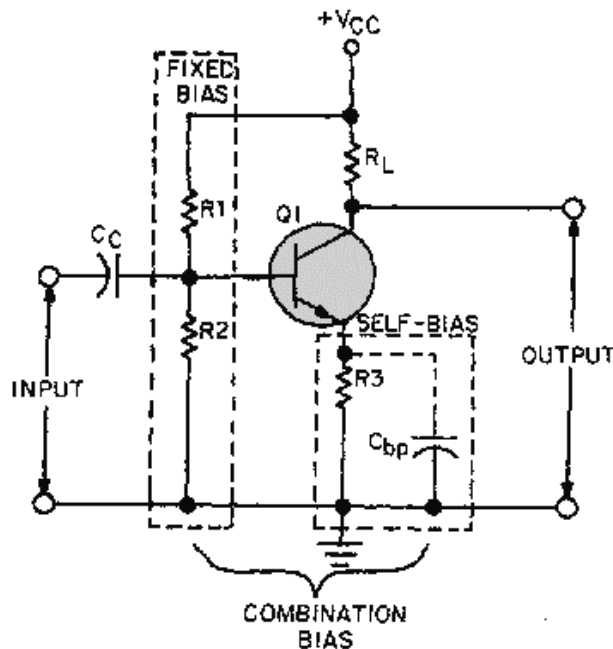 +VCC
FIXED
BIAS
RL
R1
Q1
CC
R2
SELF-BIAS
R3
INPUT
OUTPUT
Cbp
COMBINATION
BIAS